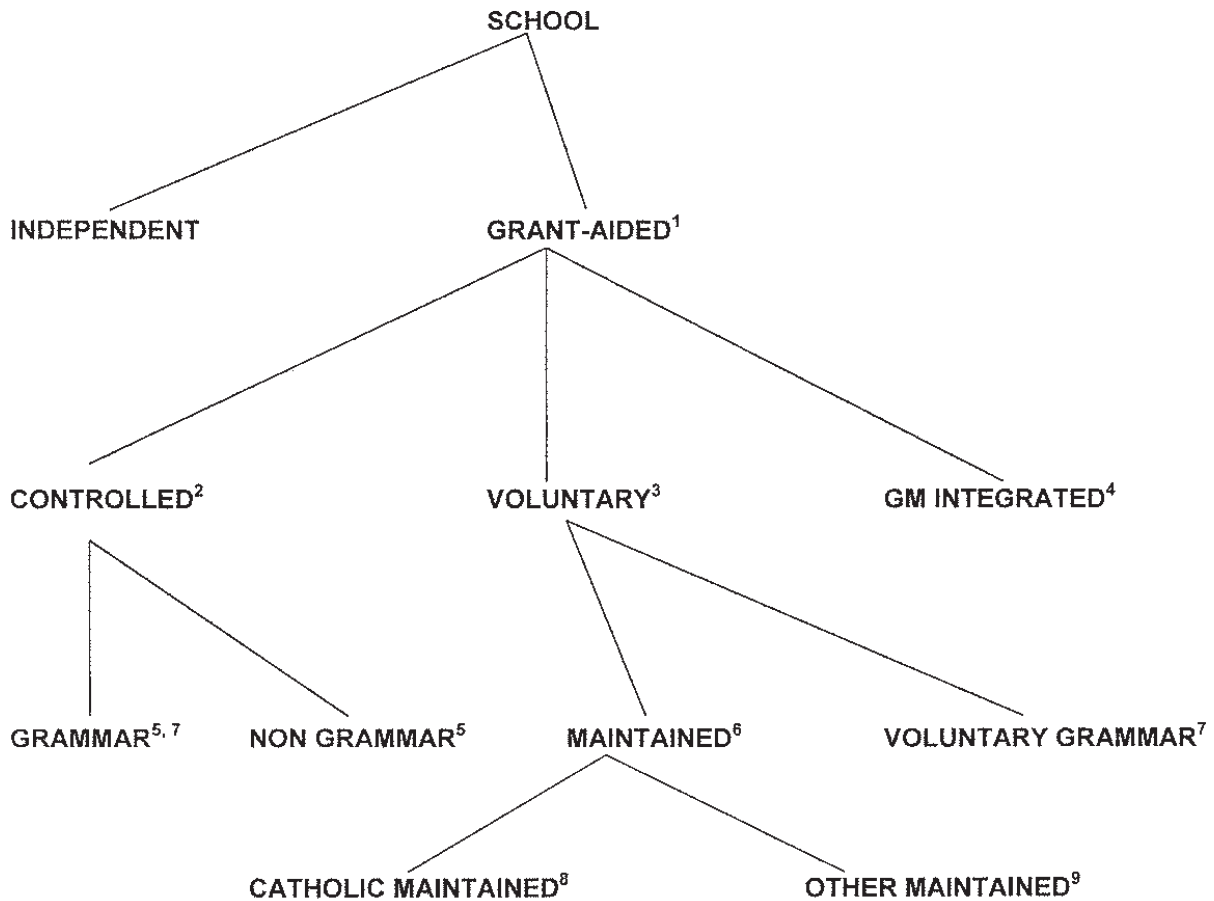 SCHOOL
INDEPENDENT
GRANT-AIDED¹
CONTROLLED²
VOLUNTARY³
GM INTEGRATED⁴
GRAMMAR⁵, ⁷
NON GRAMMAR⁵
MAINTAINED⁶
VOLUNTARY GRAMMAR⁷
CATHOLIC MAINTAINED⁸
OTHER MAINTAINED⁹